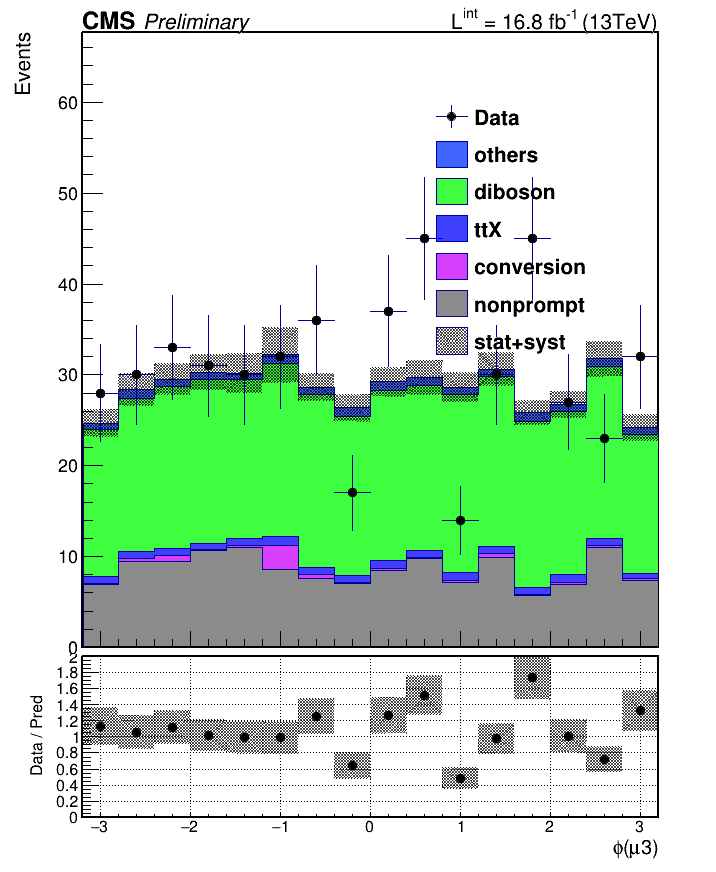 CMS Preliminary
L^int = 16.8 fb^-1 (13TeV)
Events
60
50
40
30
20
10
0
Data
others
diboson
ttX
conversion
nonprompt
stat+syst
Data / Pred
2
1.8
1.6
1.4
1.2
1
0.8
0.6
0.4
0.2
0
−3 −2 −1 0 1 2 3
ϕ(μ3)